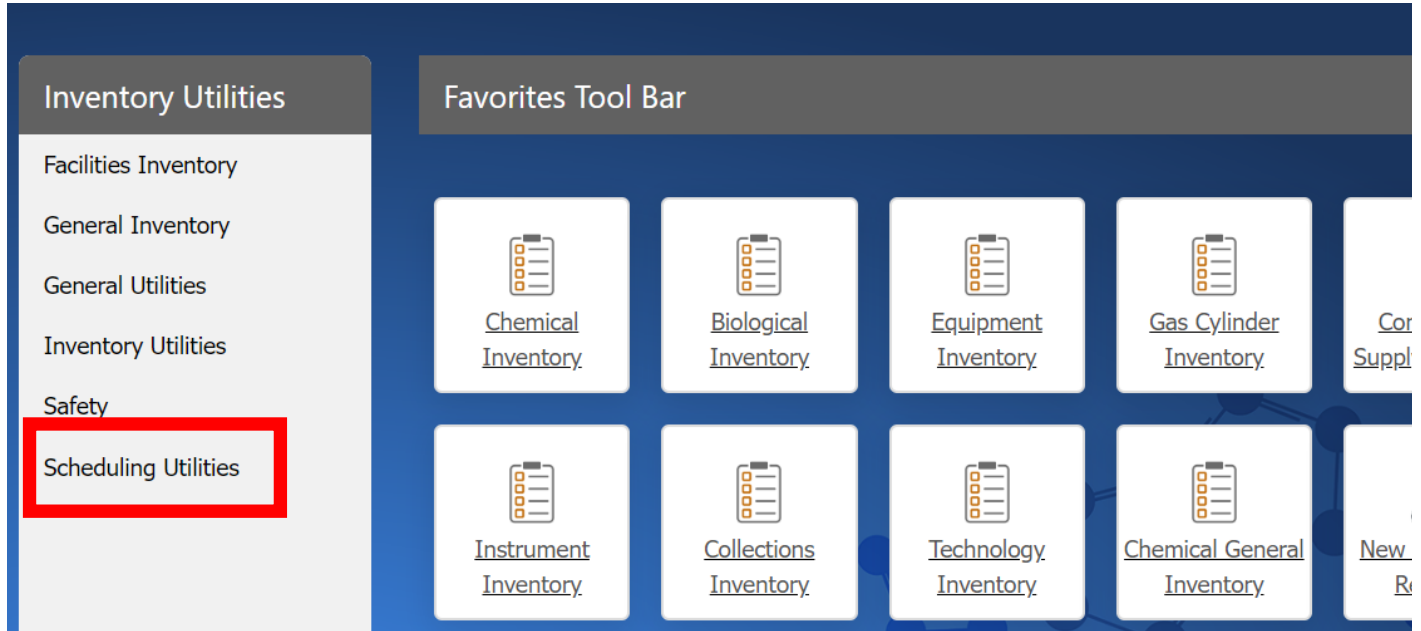 Inventory Utilities
Facilities Inventory
General Inventory
General Utilities
Inventory Utilities
Safety
Scheduling Utilities
Favorites Tool Bar
Chemical
Inventory
Biological
Inventory
Equipment
Inventory
Gas Cylinder
Inventory
Instrument
Inventory
Collections
Inventory
Technology
Inventory
Chemical General
Inventory
New